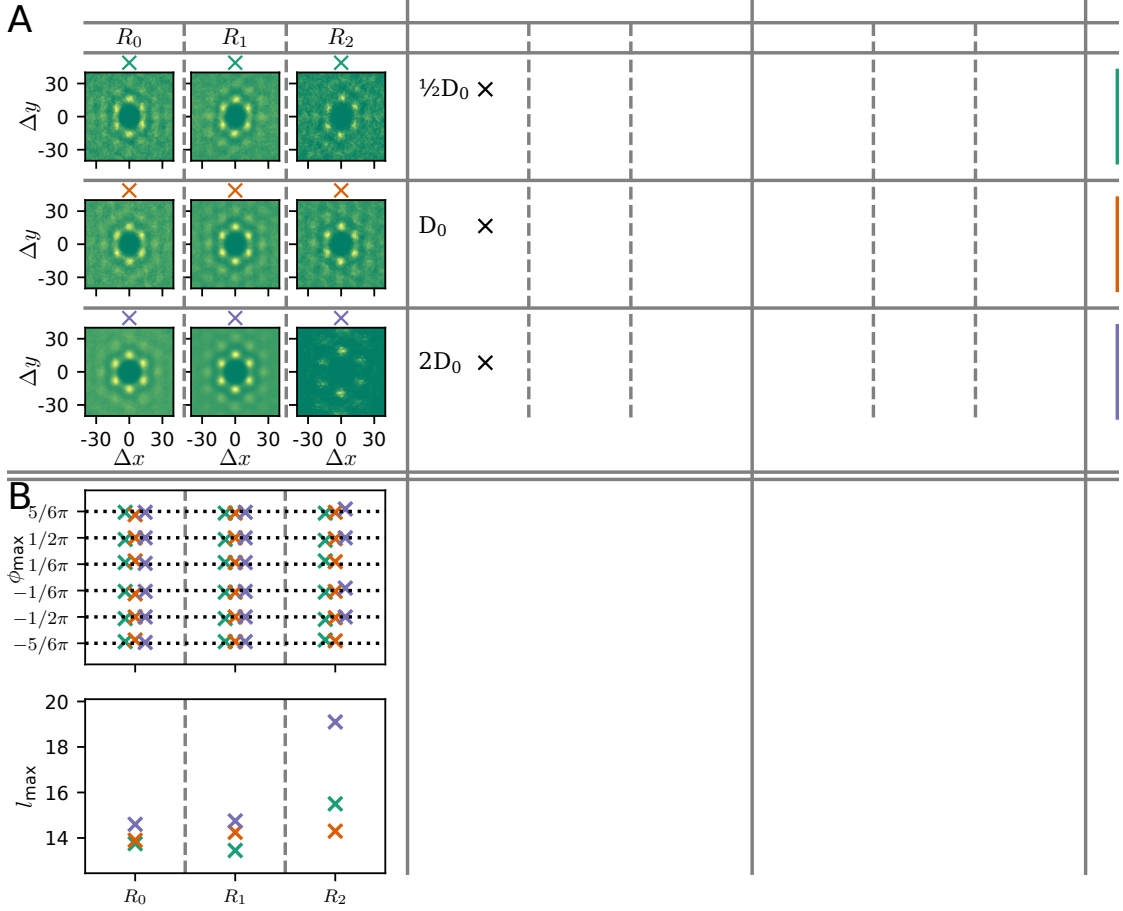 A
R₀ R₁ R₂
30
Δy 0
-30
½D₀
30
Δy 0
-30
D₀
30
Δy 0
-30
2D₀
-30 0 30 -30 0 30 -30 0 30
Δx Δx Δx
B
ϕmax
5/6π
1/2π
1/6π
−1/6π
−1/2π
−5/6π
lmax
20
18
16
14
R₀ R₁ R₂